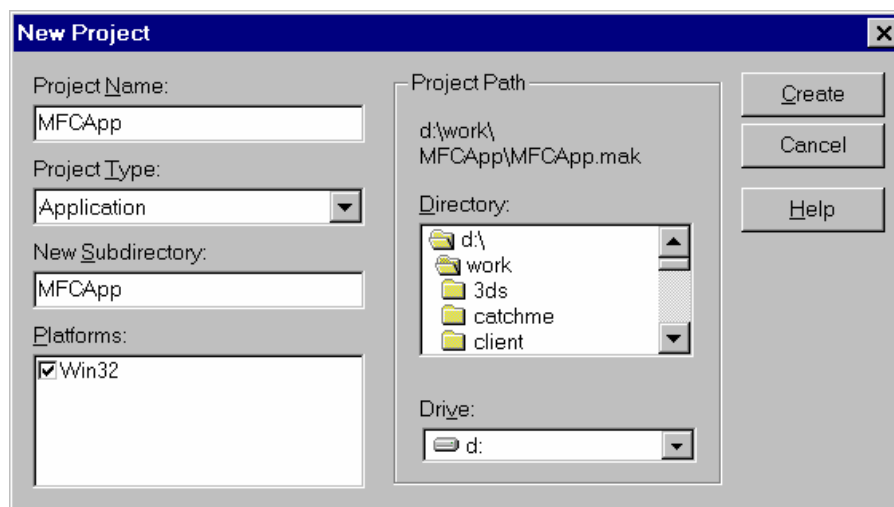 New Project
Project Name:
MFCApp
Project Type:
Application
New Subdirectory:
MFCApp
Platforms:
Win32
Project Path
d:\work\
MFCApp\MFCApp.mak
Directory:
d:\
work
3ds
catchme
client
Drive:
d:
Create
Cancel
Help